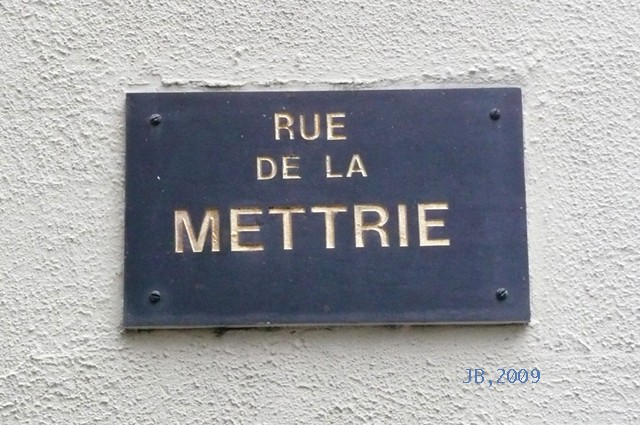 RUE
DE LA
METTRIE
JB,2009